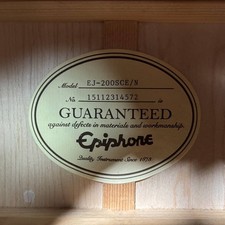 Model EJ-200SCE/N
No 15112314572
GUARANTEED
against defects in materials and workmanship.
Epiphone
Quality Instruments Since 1873